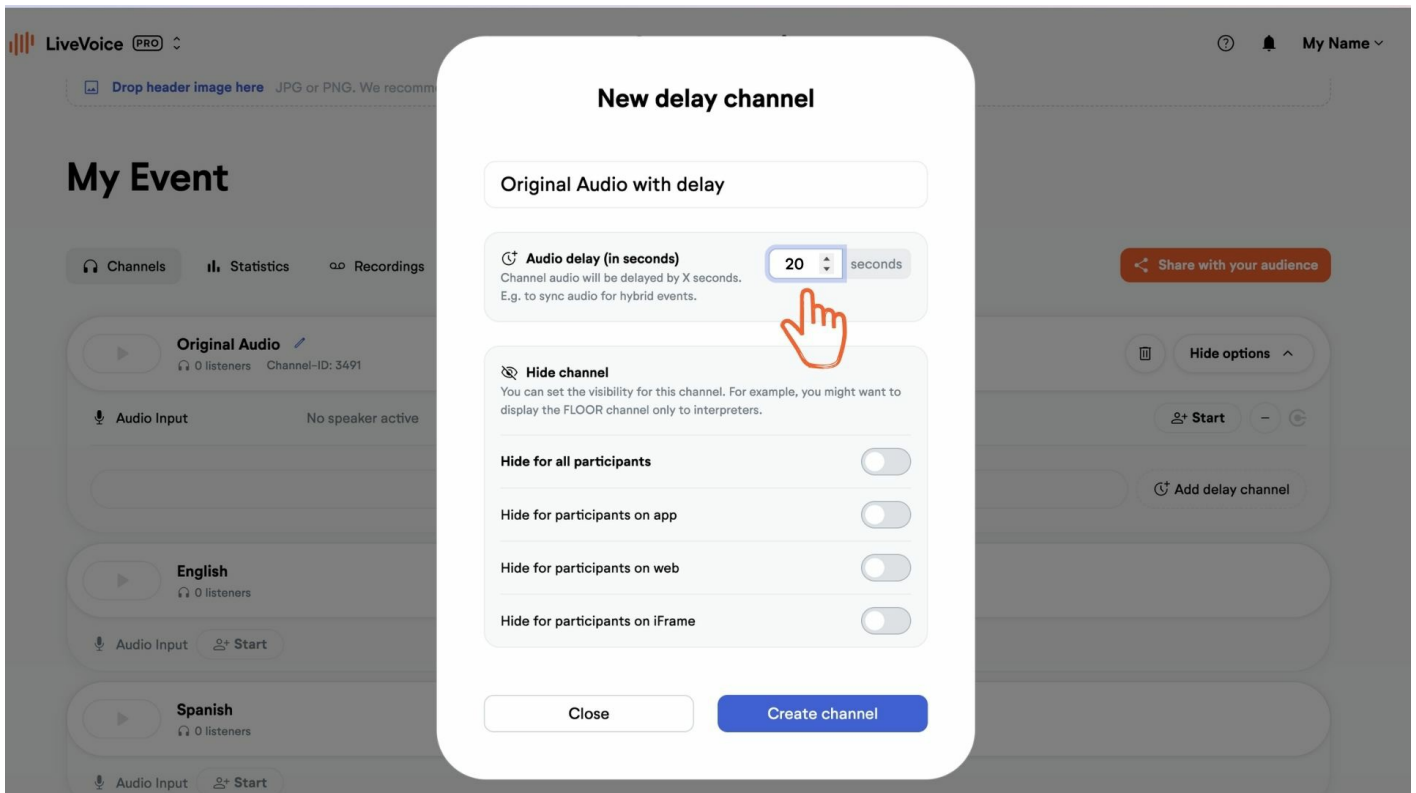 LiveVoice PRO
My Name
Drop header image here JPG or PNG. We recomm
New delay channel
My Event
Original Audio with delay
Channels Statistics Recordings
Share with your audience
Audio delay (in seconds)
Channel audio will be delayed by X seconds.
E.g. to sync audio for hybrid events.
20 seconds
Original Audio
0 listeners Channel-ID: 3491
Hide options
Hide channel
You can set the visibility for this channel. For example, you might want to
display the FLOOR channel only to interpreters.
Audio Input No speaker active
Start
Hide for all participants
Add delay channel
Hide for participants on app
English
0 listeners
Hide for participants on web
Hide for participants on iFrame
Audio Input Start
Spanish
0 listeners
Close Create channel
Audio Input Start